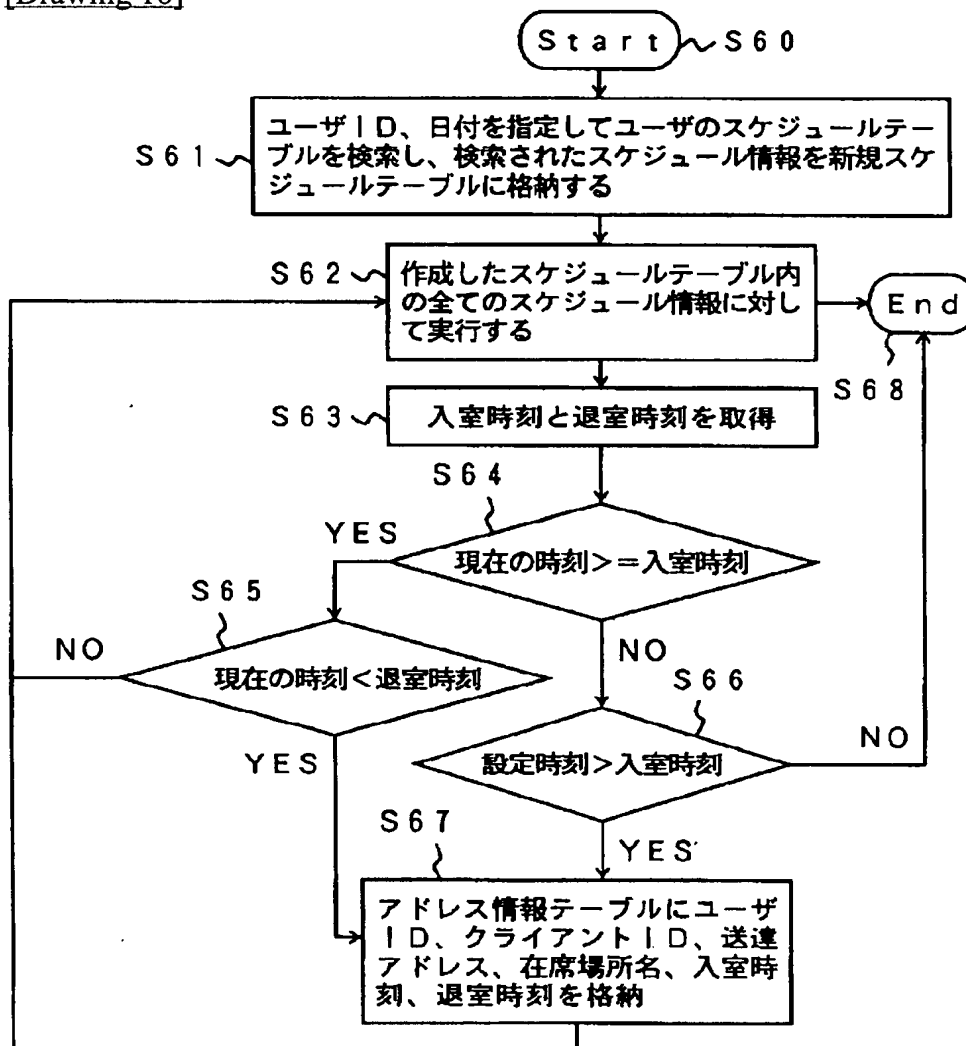 Start
S60
S61
ユーザID、日付を指定してユーザのスケジュールテー
ブルを検索し、検索されたスケジュール情報を新規スケ
ジュールテーブルに格納する
S62
作成したスケジュールテーブル内
の全てのスケジュール情報に対し
て実行する
End
S68
S63
入室時刻と退室時刻を取得
S64
YES
現在の時刻>=入室時刻
S65
NO
NO
現在の時刻<退室時刻
S66
YES
設定時刻>入室時刻
NO
S67
YES
アドレス情報テーブルにユーザ
ID、クライアントID、送達
アドレス、在席場所名、入室時
刻、退室時刻を格納